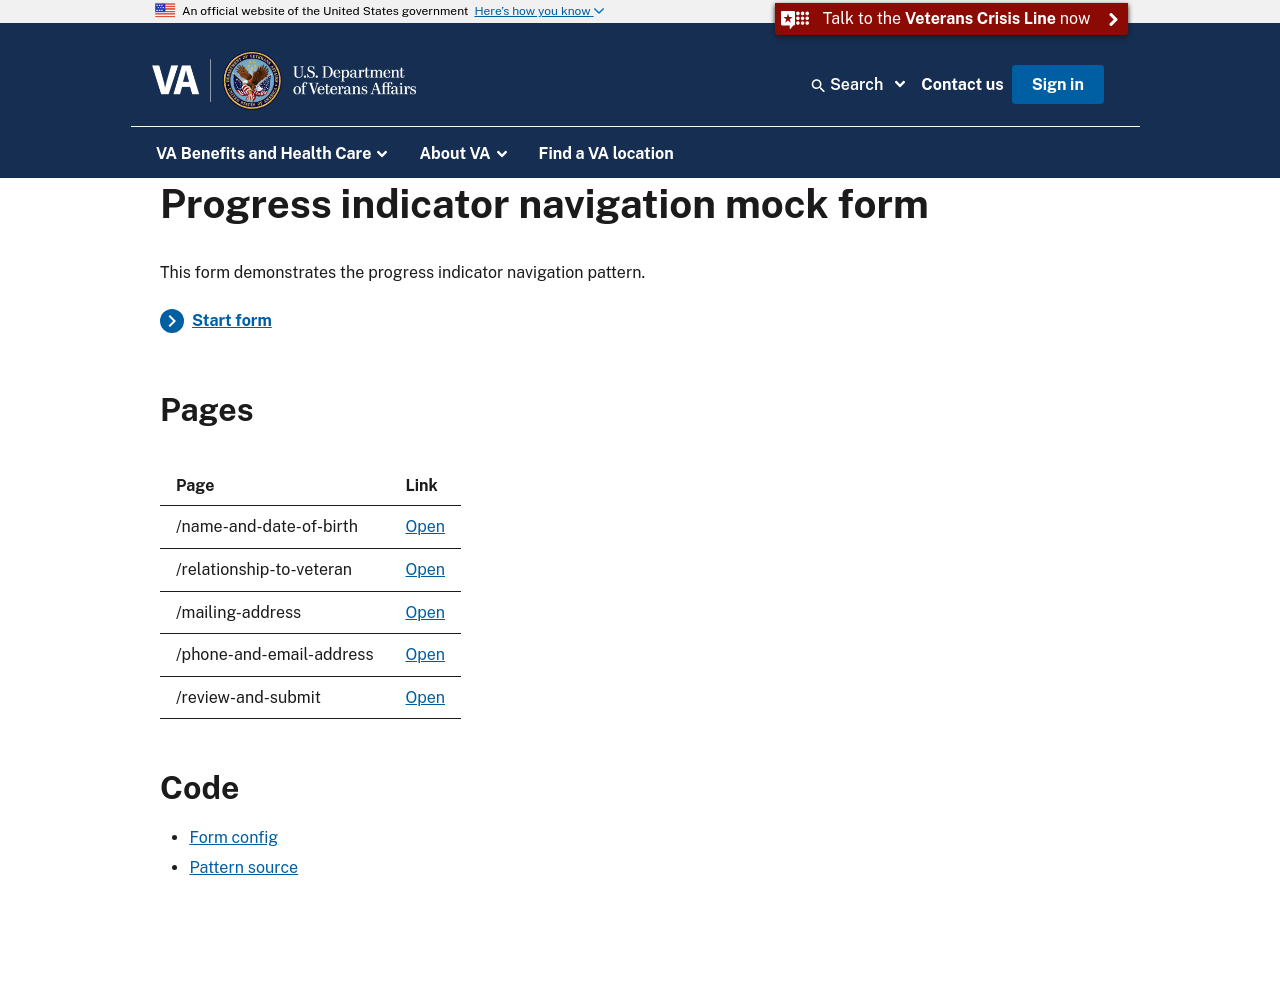 An official website of the United States government Here's how you know
Talk to the Veterans Crisis Line now
VA
U.S. Department
of Veterans Affairs
Search
Contact us
Sign in
VA Benefits and Health Care
About VA
Find a VA location
Progress indicator navigation mock form
This form demonstrates the progress indicator navigation pattern.
Start form
Pages
Page Link
/name-and-date-of-birth Open
/relationship-to-veteran Open
/mailing-address Open
/phone-and-email-address Open
/review-and-submit Open
Code
Form config
Pattern source